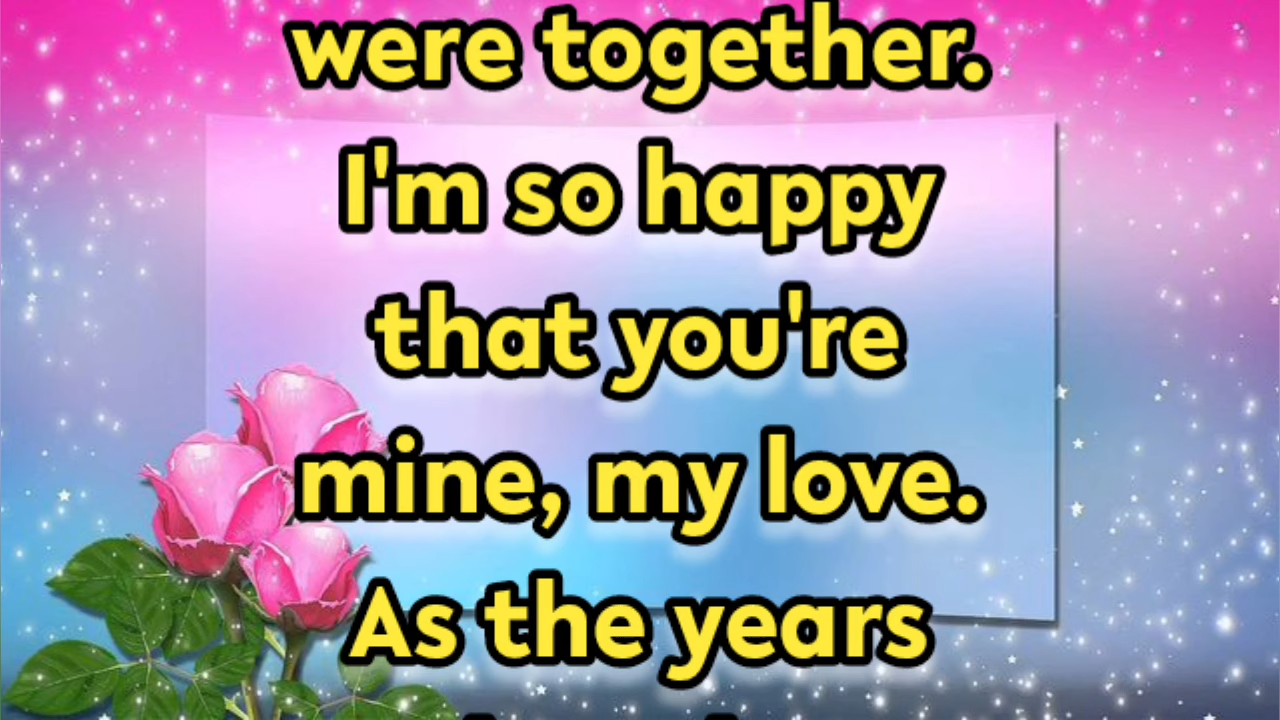 were together.
I'm so happy
that you're
mine, my love.
As the years